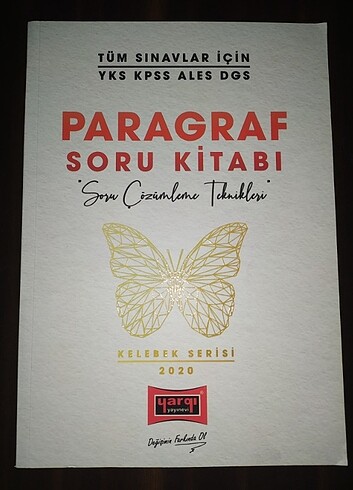 TÜM SINAVLAR İÇİN
YKS KPSS ALES DGS
PARAGRAF
SORU KİTABI
"Soru Çözümleme Teknikleri"
KELEBEK SERİSİ
2020
yargı
yayınevi
Değişimin Farkında Ol